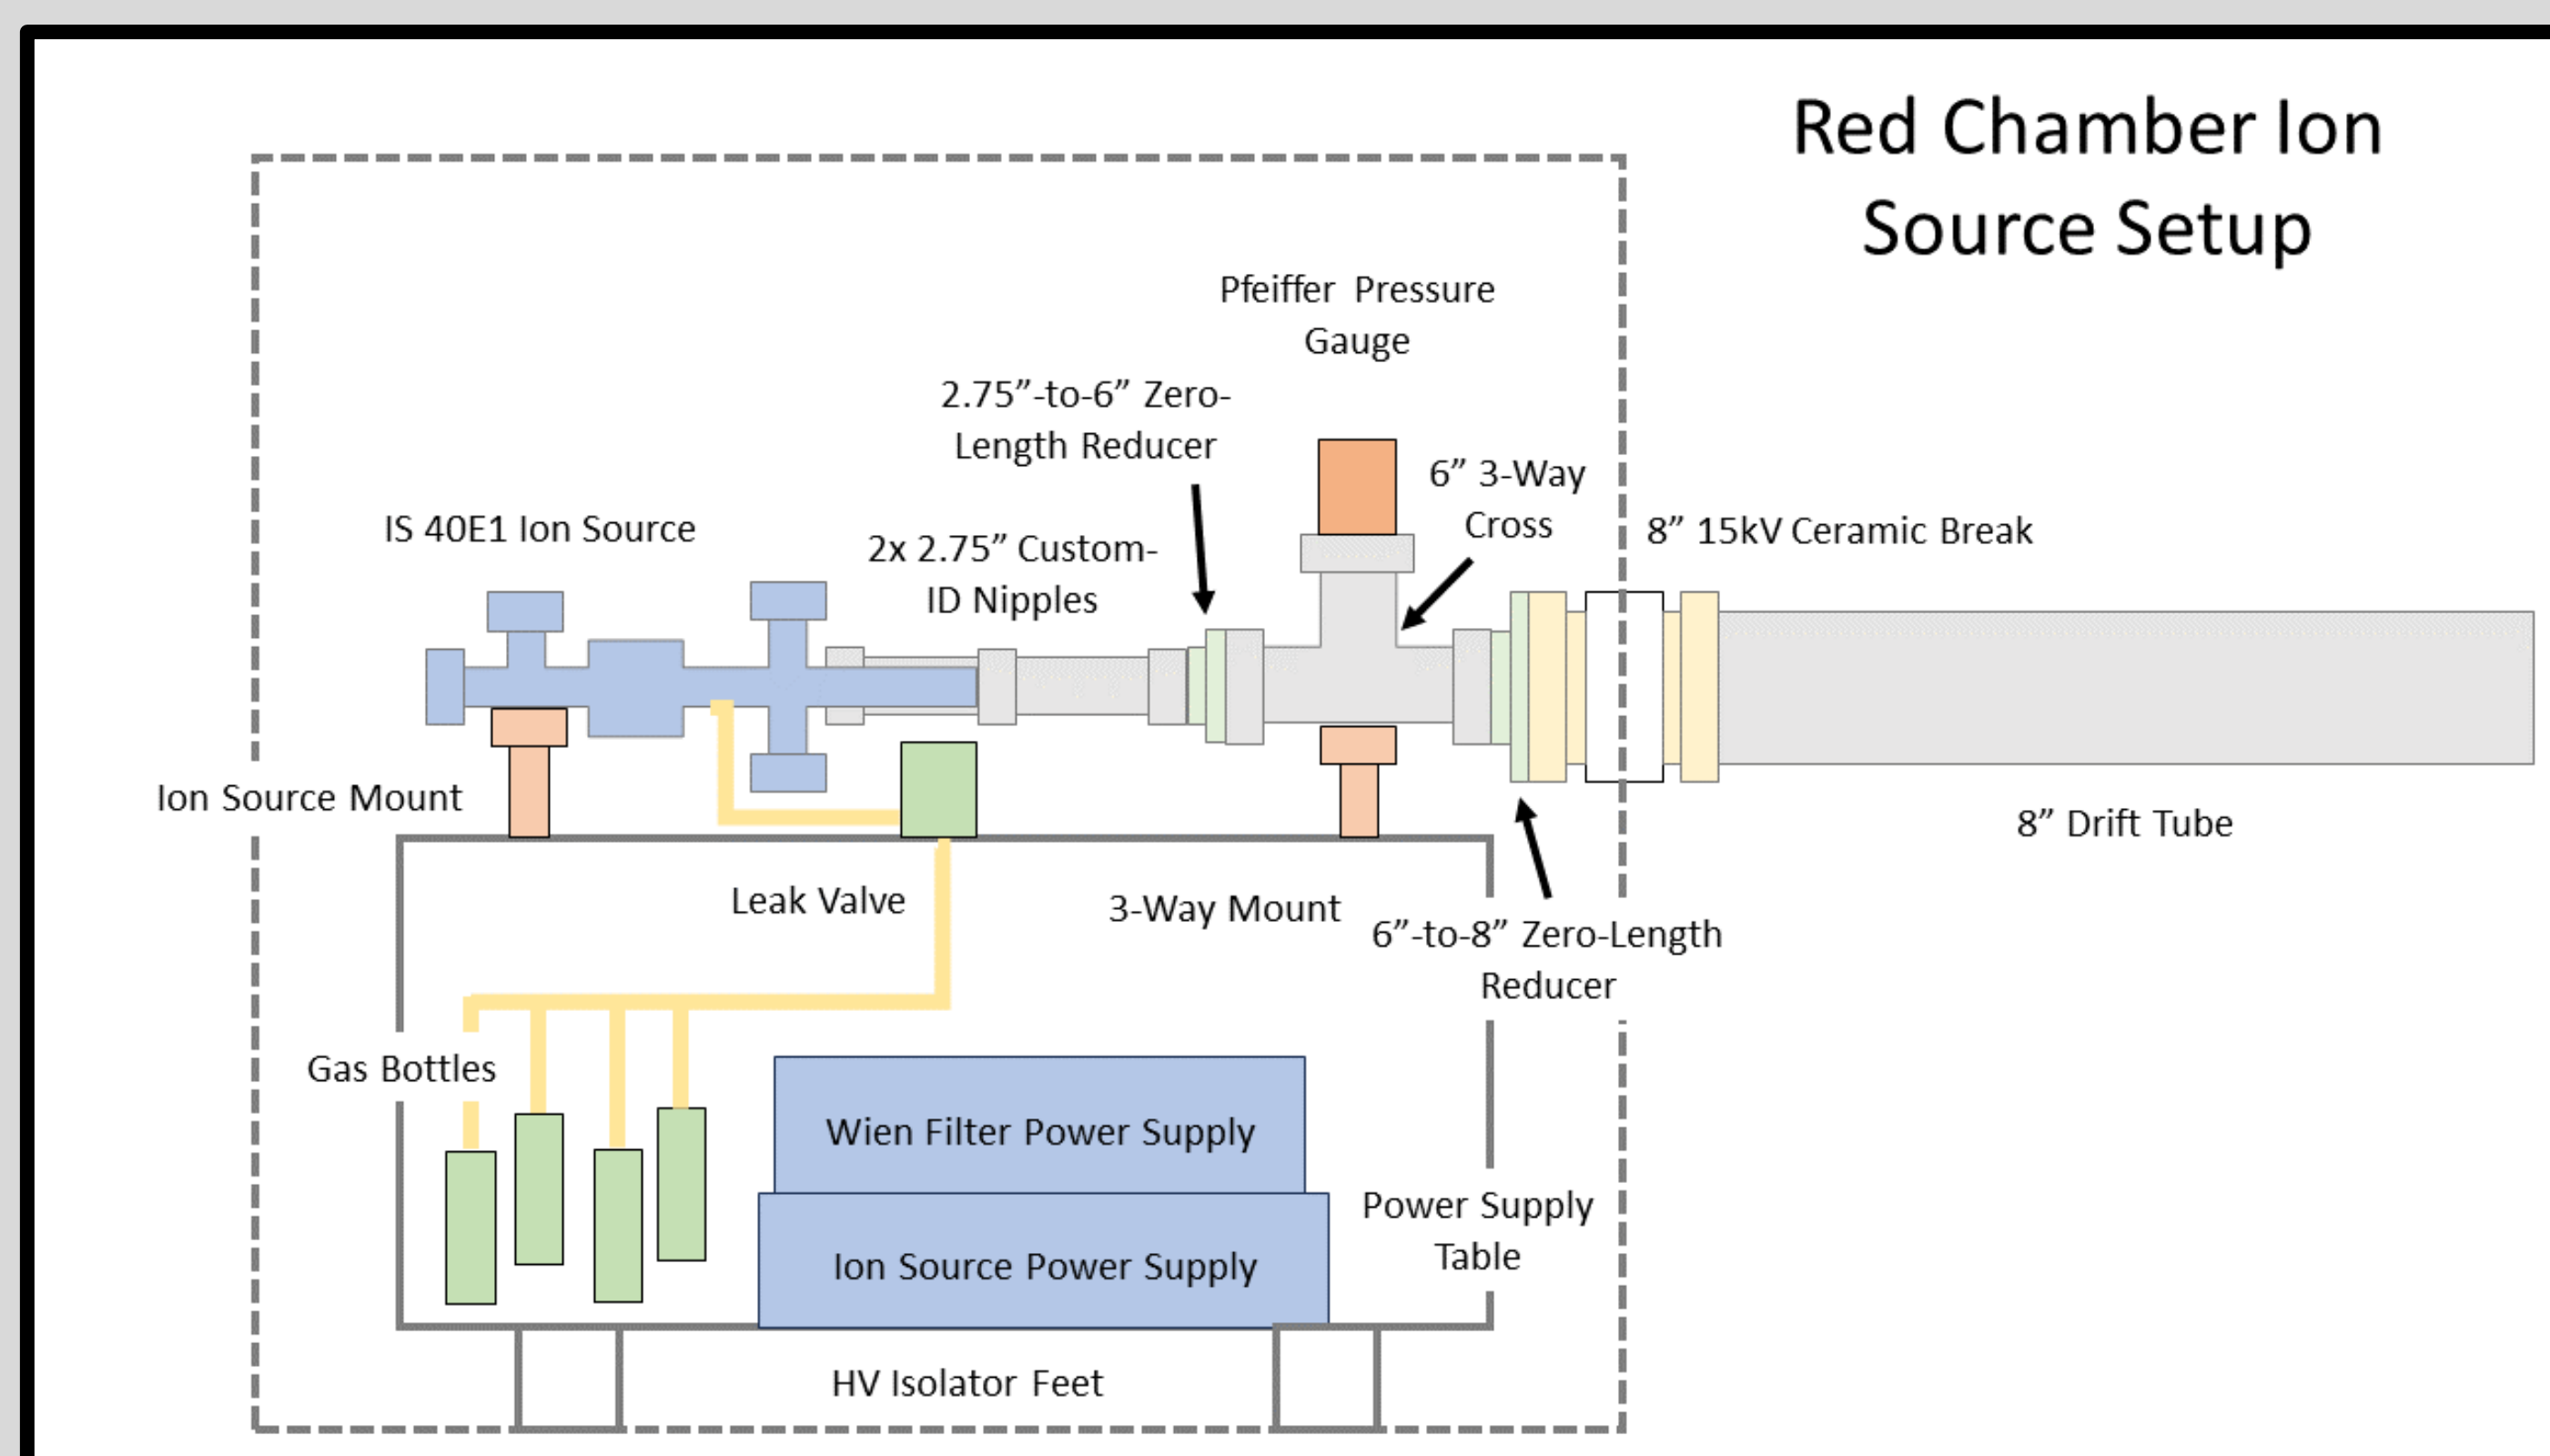 Red Chamber Ion
Source Setup
Pfeiffer Pressure
Gauge
2.75”-to-6” Zero-
Length Reducer
6” 3-Way
Cross
IS 40E1 Ion Source
2x 2.75” Custom-
ID Nipples
8” 15kV Ceramic Break
Ion Source Mount
8” Drift Tube
Leak Valve
3-Way Mount
6”-to-8” Zero-Length
Reducer
Gas Bottles
Wien Filter Power Supply
Power Supply
Table
Ion Source Power Supply
HV Isolator Feet